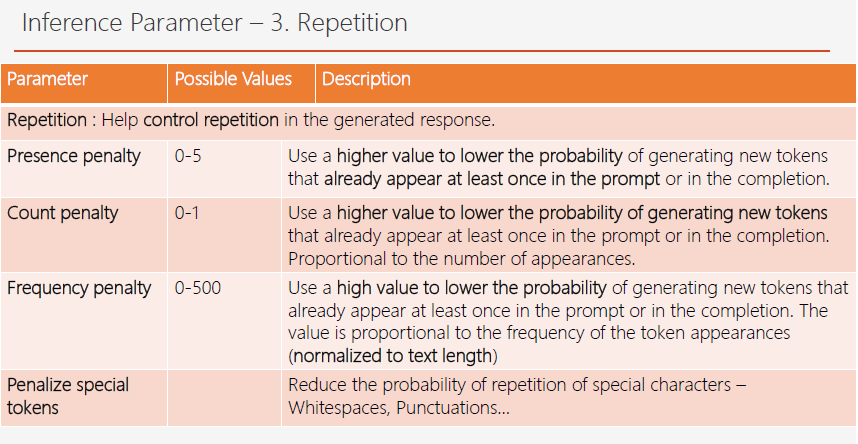 Inference Parameter – 3. Repetition
Parameter Possible Values Description
Repetition : Help control repetition in the generated response.
Presence penalty 0-5 Use a higher value to lower the probability of generating new tokens
that already appear at least once in the prompt or in the completion.
Count penalty 0-1 Use a higher value to lower the probability of generating new tokens
that already appear at least once in the prompt or in the completion.
Proportional to the number of appearances.
Frequency penalty 0-500 Use a high value to lower the probability of generating new tokens that
already appear at least once in the prompt or in the completion. The
value is proportional to the frequency of the token appearances
(normalized to text length)
Penalize special Reduce the probability of repetition of special characters –
tokens Whitespaces, Punctuations...